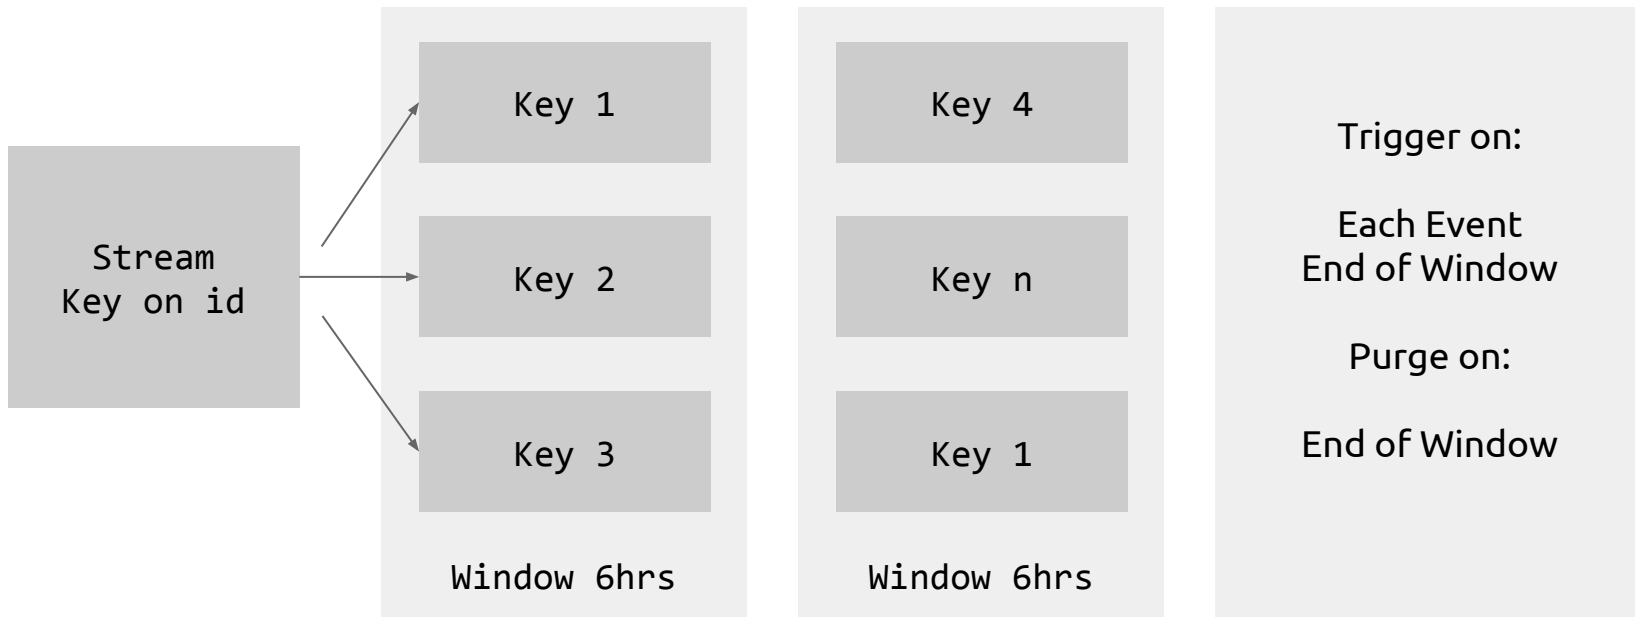 Stream
Key on id
Key 1
Key 2
Key 3
Window 6hrs
Key 4
Key n
Key 1
Window 6hrs
Trigger on:
Each Event
End of Window
Purge on:
End of Window